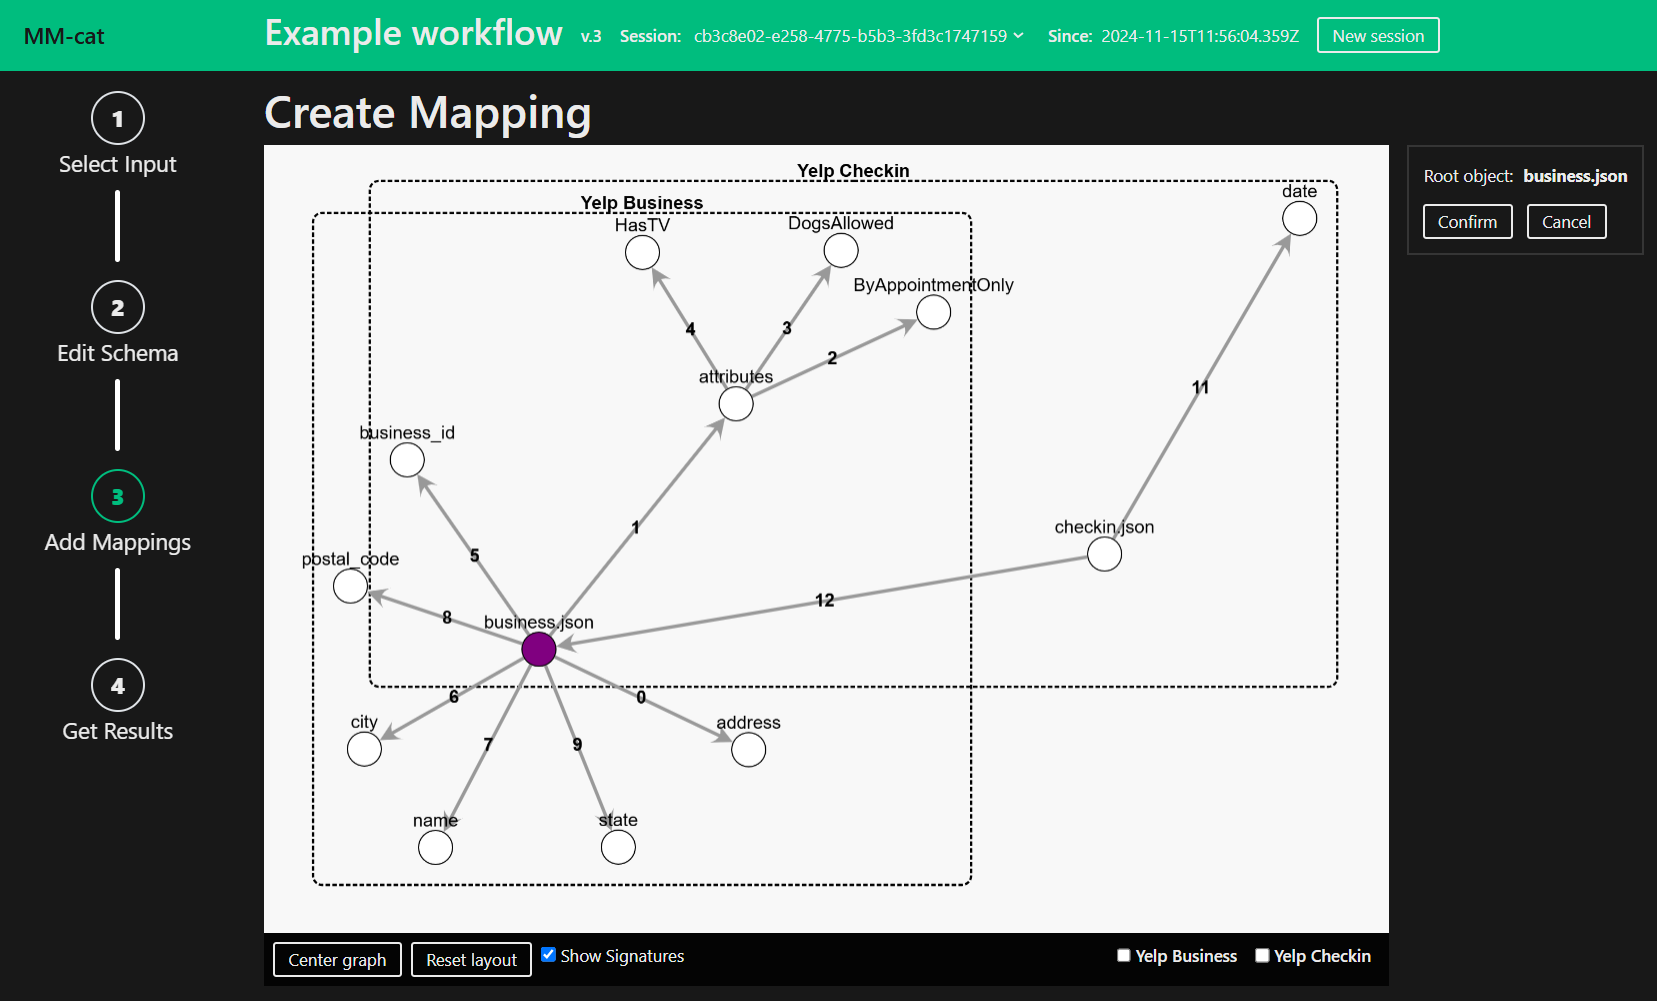 MM-cat
Example workflow v.3 Session: cb3c8e02-e258-4775-b5b3-3fd3c1747159 Since: 2024-11-15T11:56:04.359Z New session
1
Select Input
2
Edit Schema
3
Add Mappings
4
Get Results
Create Mapping
Yelp Checkin
date
Yelp Business
HasTV
DogsAllowed
ByAppointmentOnly
4
3
2
attributes
11
business_id
1
checkin.json
5
postal_code
12
8
business.json
6
0
city
address
7
9
name
state
Root object: business.json
Confirm Cancel
Center graph Reset layout Show Signatures Yelp Business Yelp Checkin